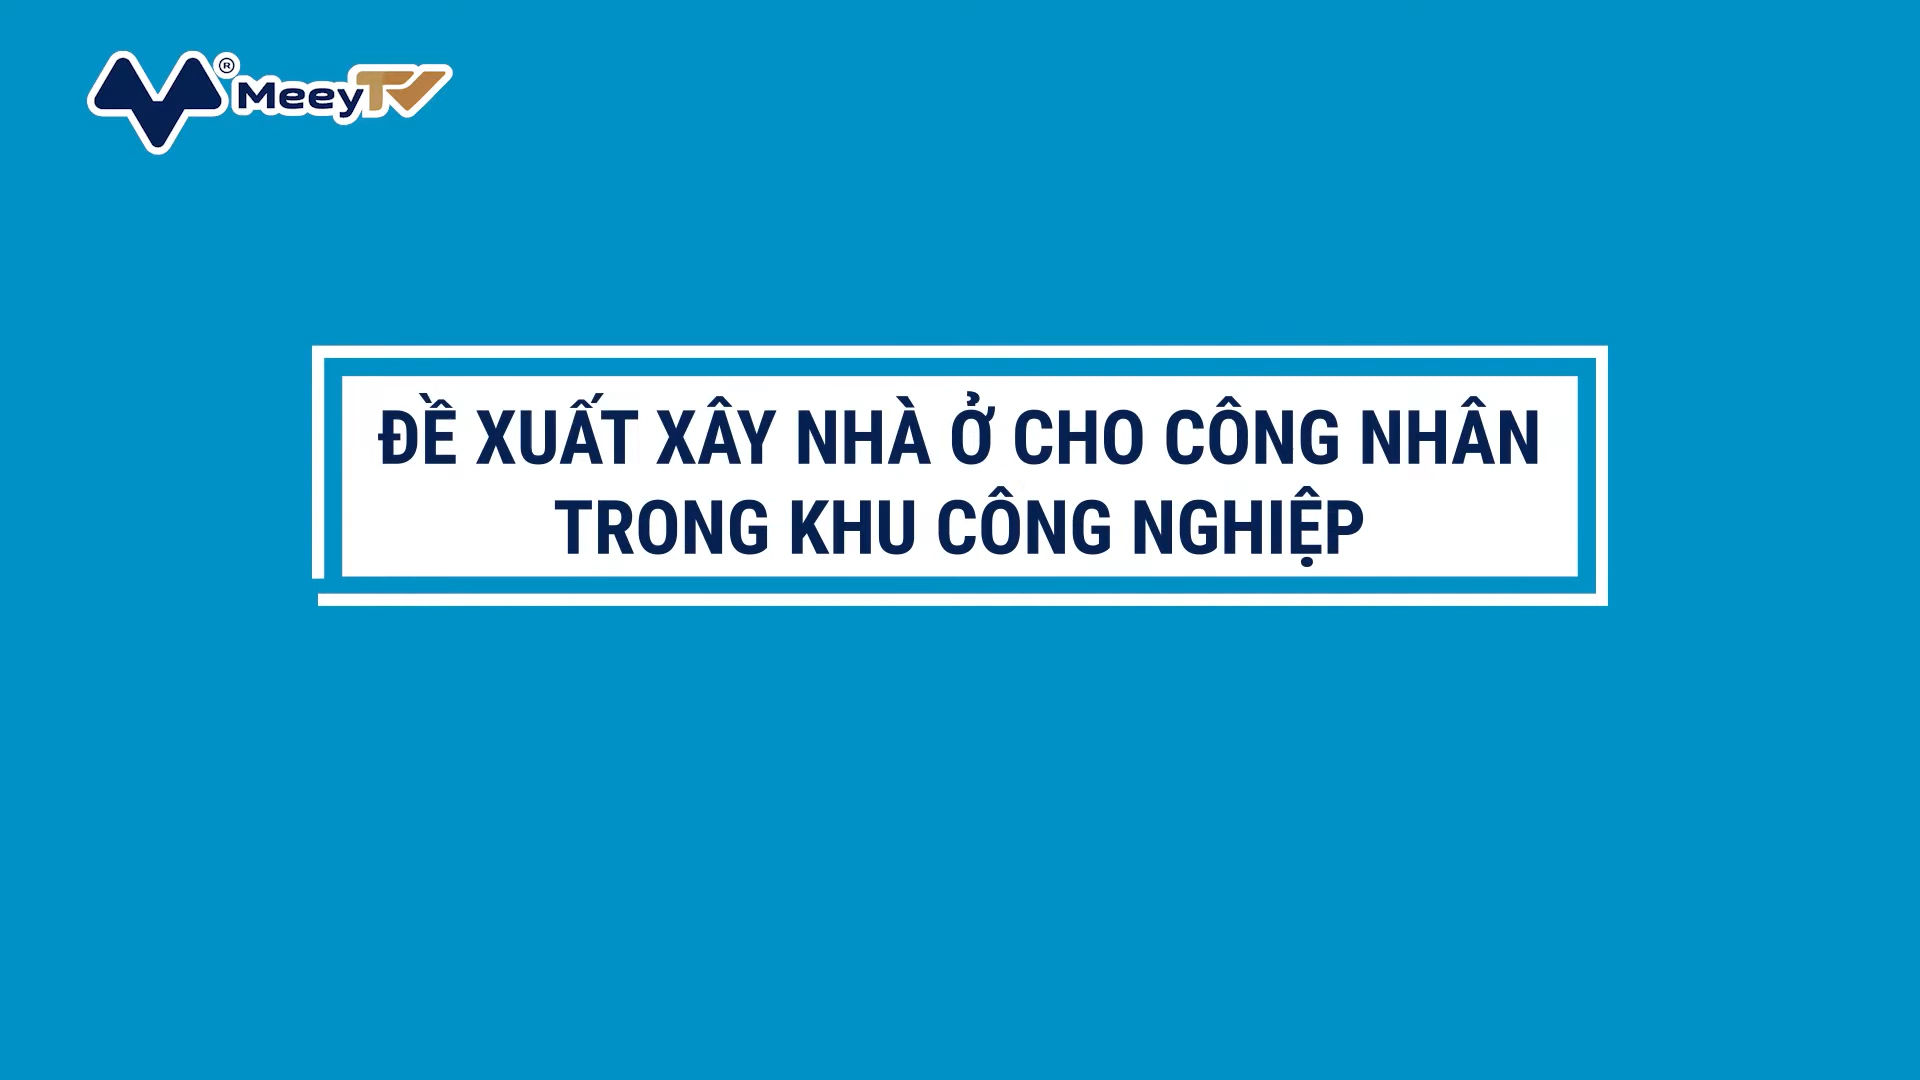 ® MeeyTV
ĐỀ XUẤT XÂY NHÀ Ở CHO CÔNG NHÂN
TRONG KHU CÔNG NGHIỆP